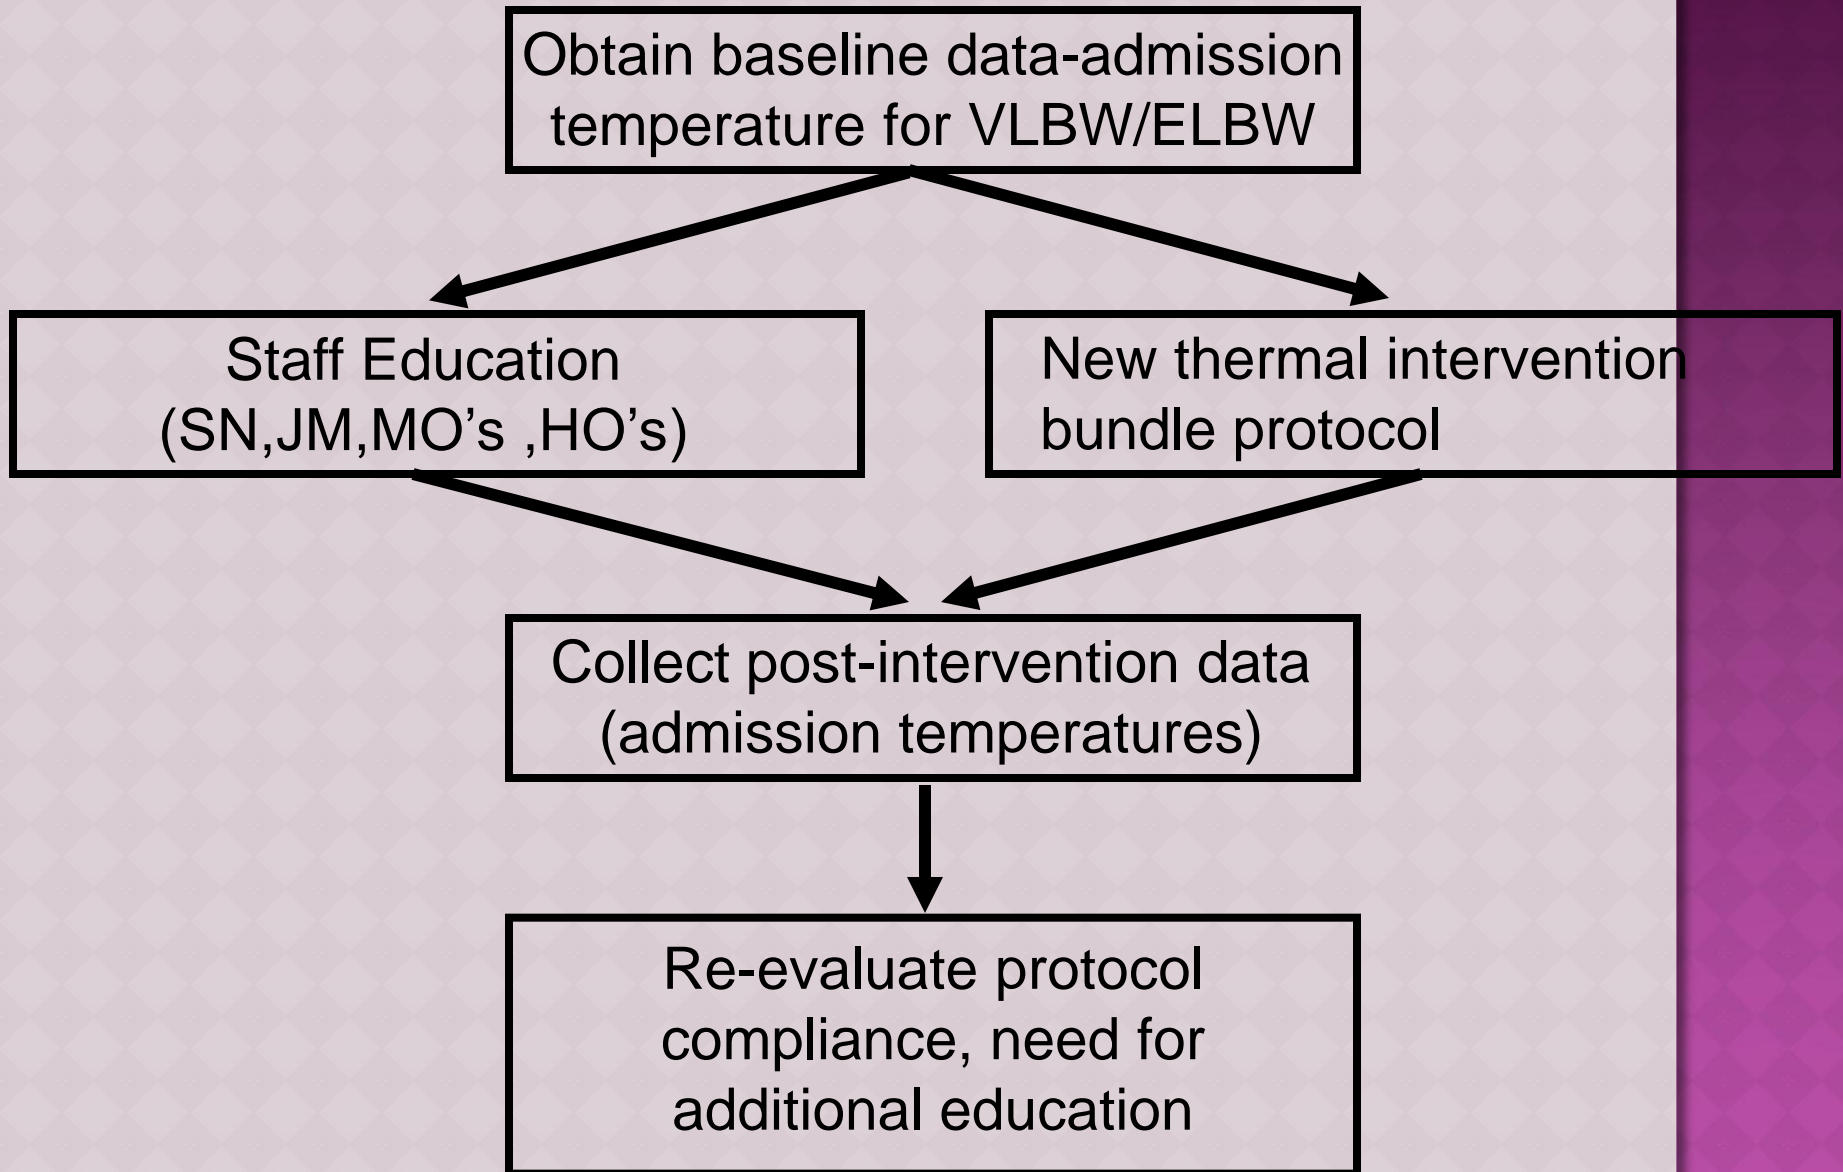 Obtain baseline data-admission
temperature for VLBW/ELBW
Staff Education
(SN,JM,MO’s ,HO’s)
New thermal intervention
bundle protocol
Collect post-intervention data
(admission temperatures)
Re-evaluate protocol
compliance, need for
additional education